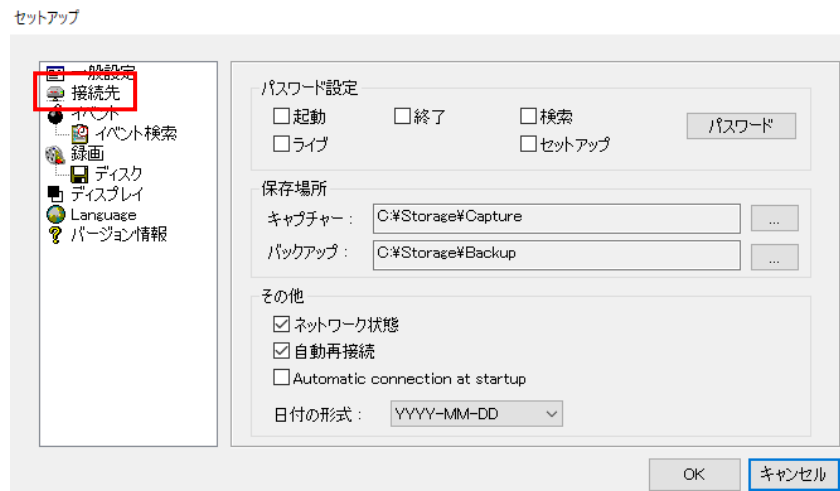 セットアップ
一般設定
接続先
イベント
イベント検索
録画
ディスク
ディスプレイ
Language
バージョン情報
パスワード設定
起動 終了 検索
ライブ セットアップ
パスワード
保存場所
キャプチャー： C:¥Storage¥Capture ...
バックアップ： C:¥Storage¥Backup ...
その他
ネットワーク状態
自動再接続
Automatic connection at startup
日付の形式： YYYY-MM-DD
OK キャンセル